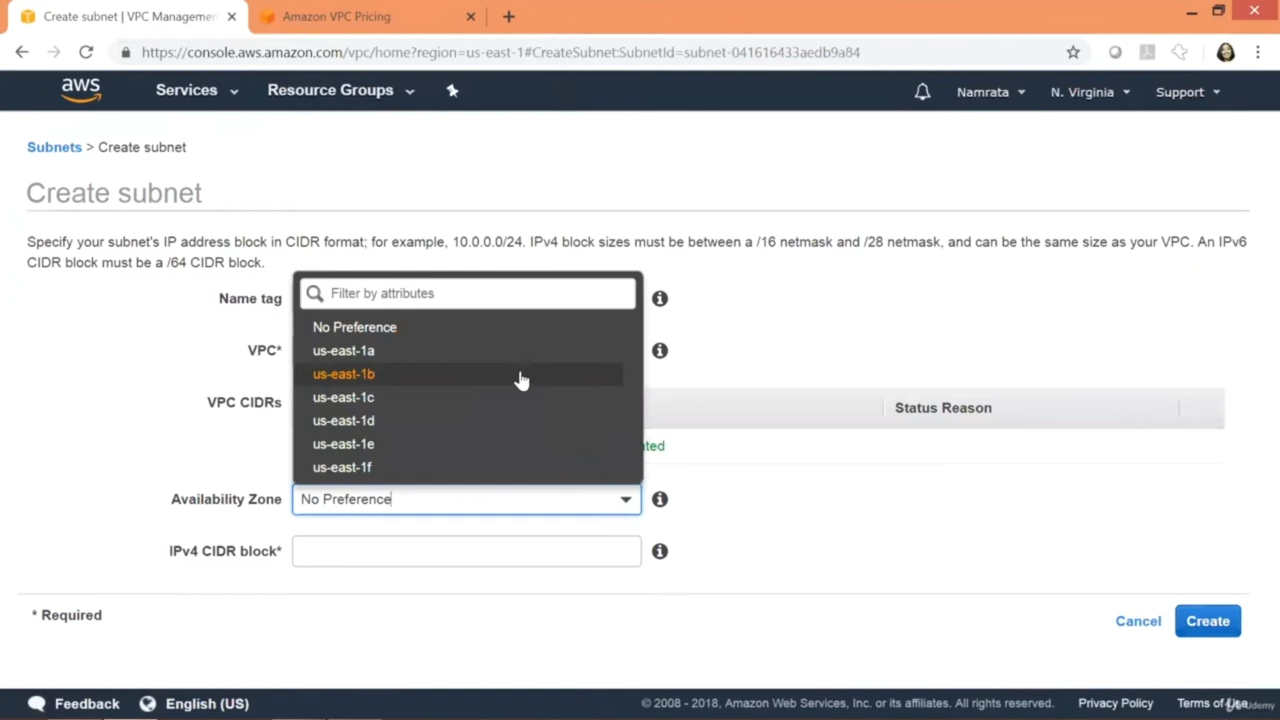 Create subnet | VPC Managemen
Amazon VPC Pricing
https://console.aws.amazon.com/vpc/home?region=us-east-1#CreateSubnet:SubnetId=subnet-041616433aedb9a84
aws
Services
Resource Groups
Namrata
N. Virginia
Support
Subnets > Create subnet
Create subnet
Specify your subnet's IP address block in CIDR format; for example, 10.0.0.0/24. IPv4 block sizes must be between a /16 netmask and /28 netmask, and can be the same size as your VPC. An IPv6
CIDR block must be a /64 CIDR block.
Name tag
Filter by attributes
No Preference
VPC*
us-east-1a
us-east-1b
VPC CIDRs
us-east-1c
Status Reason
us-east-1d
us-east-1e
us-east-1f
Availability Zone
No Preference
IPv4 CIDR block*
* Required
Cancel
Create
Feedback
English (US)
© 2008 - 2018, Amazon Web Services, Inc. or its affiliates. All rights reserved.
Privacy Policy
Terms of Use
Udemy